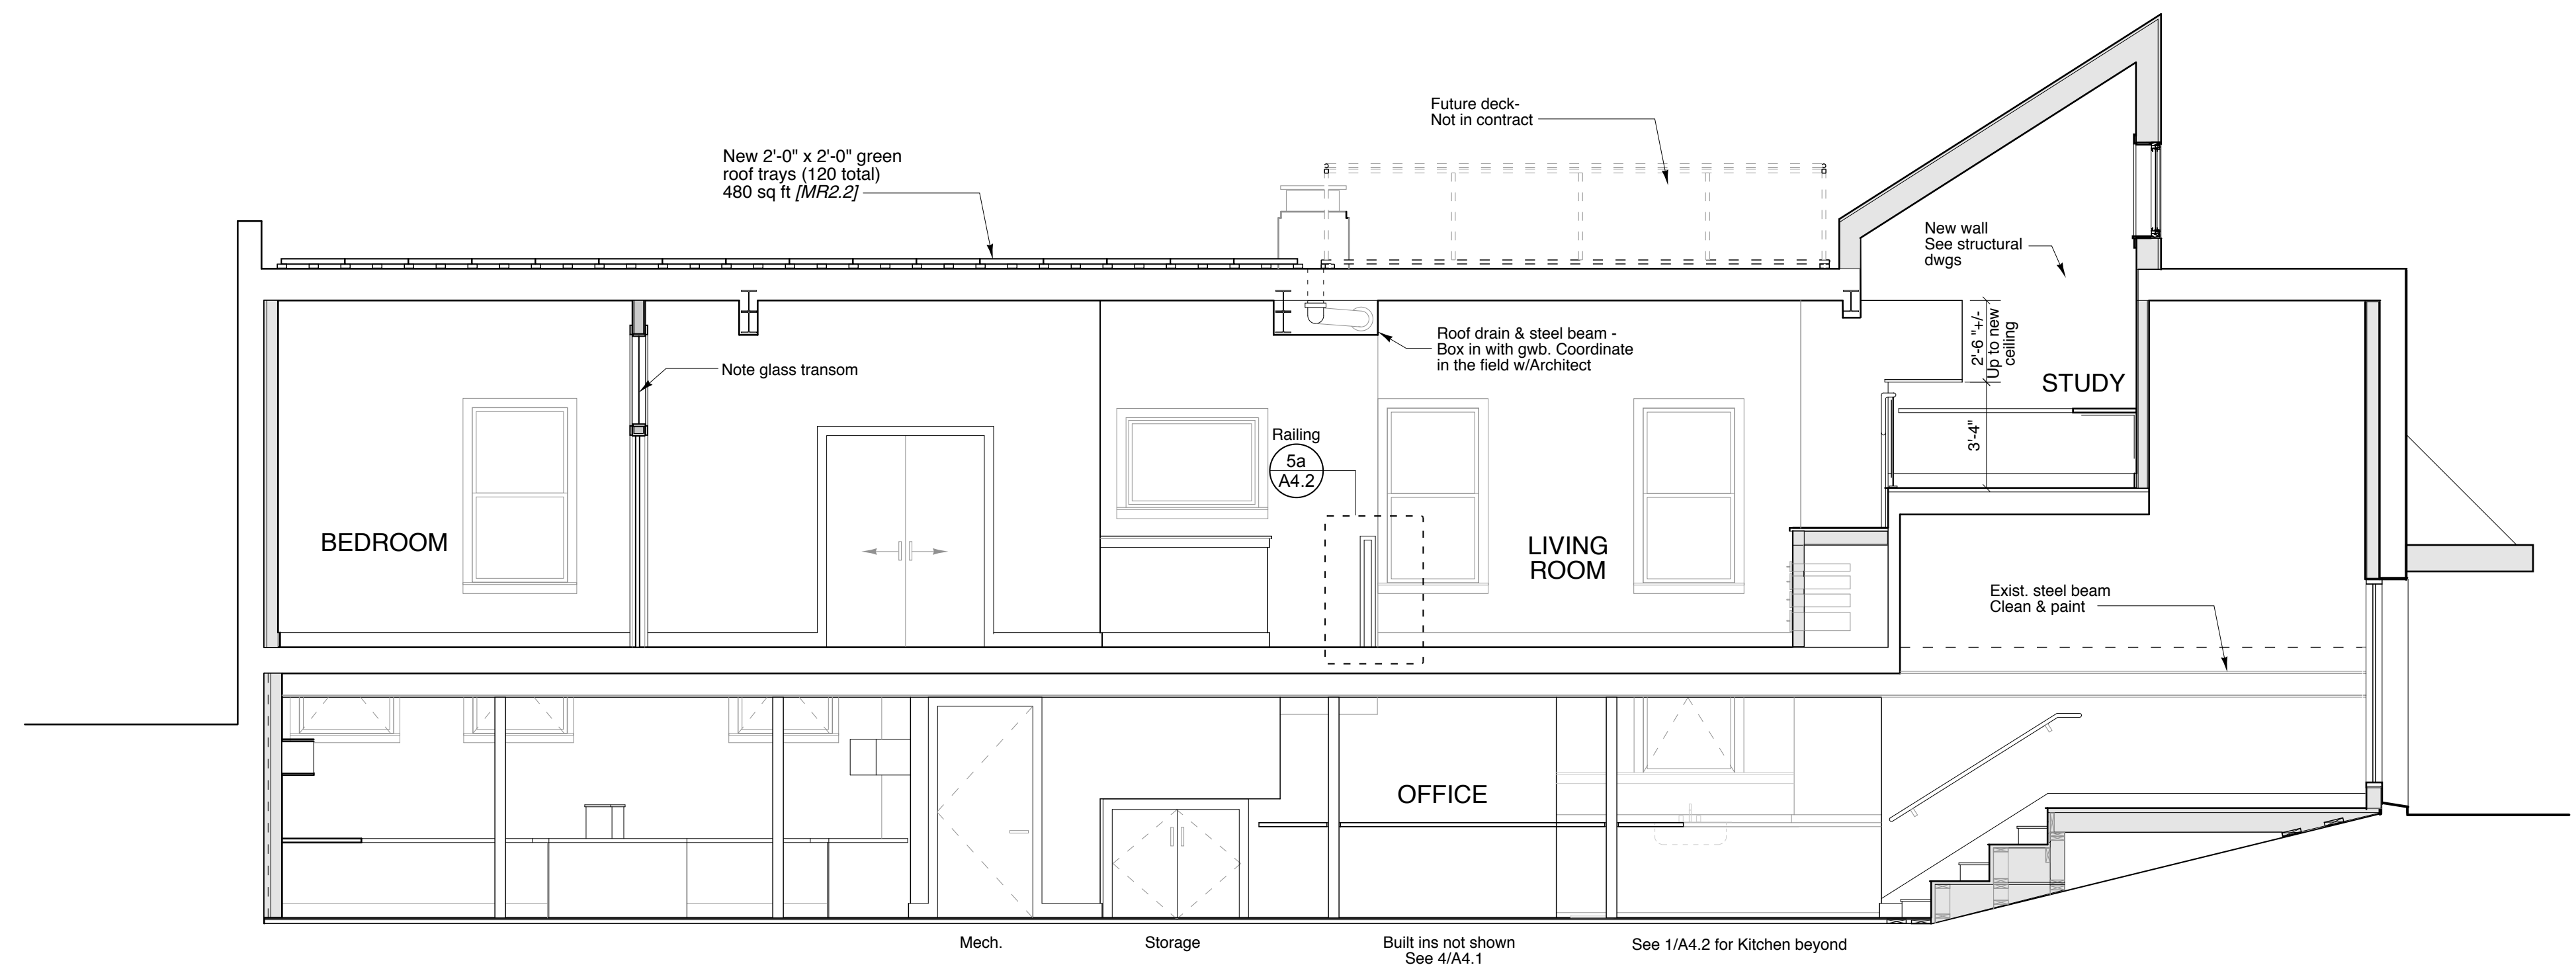 Future deck-
Not in contract
New 2'-0" x 2'-0" green
roof trays (120 total)
480 sq ft [MR2.2]
New wall
See structural
dwgs
2'-6 "+/-
Up to new
ceiling
Roof drain & steel beam -
Box in with gwb. Coordinate
in the field w/Architect
Note glass transom
STUDY
3'-4"
Railing
5a
A4.2
BEDROOM
LIVING
ROOM
Exist. steel beam
Clean & paint
OFFICE
Mech.
Storage
Built ins not shown
See 4/A4.1
See 1/A4.2 for Kitchen beyond